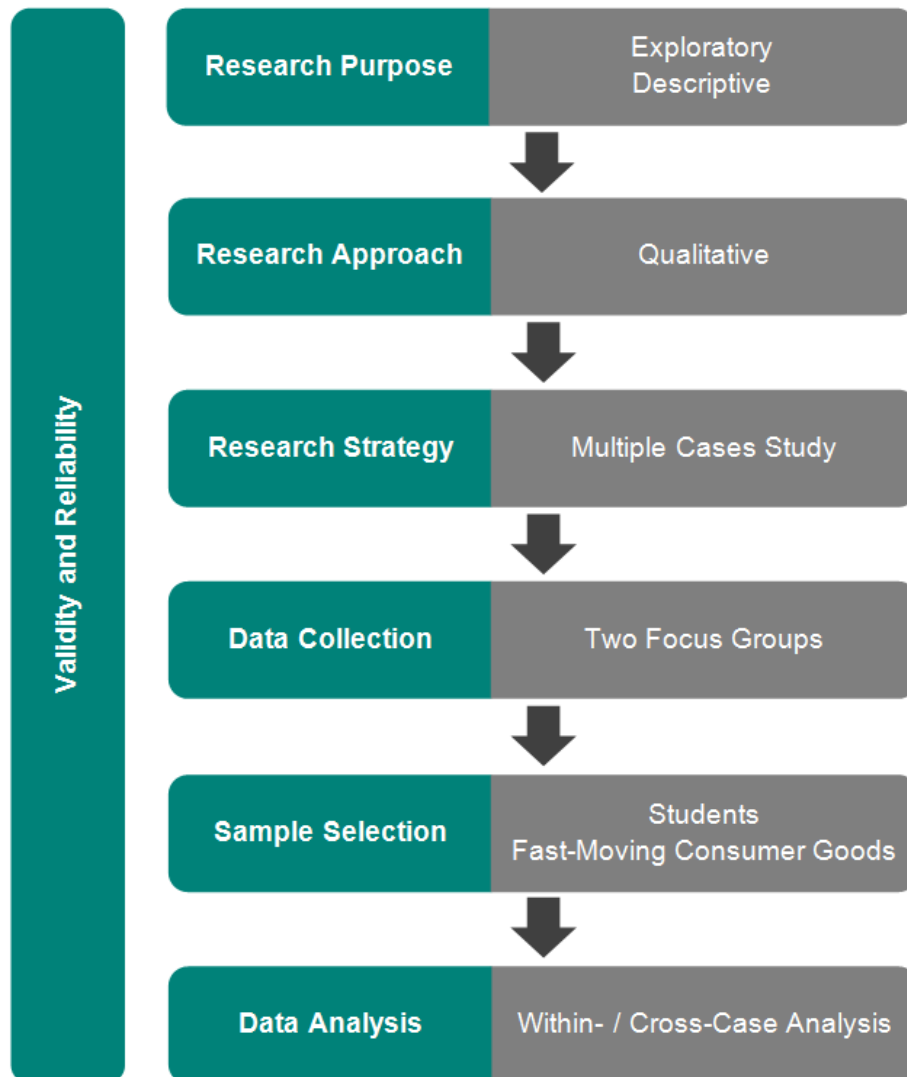 Validity and Reliability
Research Purpose
Exploratory
Descriptive
Research Approach
Qualitative
Research Strategy
Multiple Cases Study
Data Collection
Two Focus Groups
Sample Selection
Students
Fast-Moving Consumer Goods
Data Analysis
Within- / Cross-Case Analysis